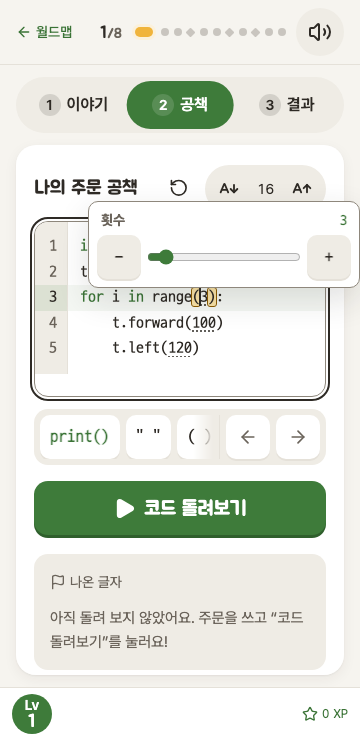 월드맵
1/8
1 이야기
2 공책
3 결과
나의 주문 공책
A↓ 16 A↑
횟수 3
− +
1 i
2 t
3 for i in range(3):
4 t.forward(100)
5 t.left(120)
print() " " ( ) ← →
코드 돌려보기
나온 글자
아직 돌려 보지 않았어요. 주문을 쓰고 “코드
돌려보기”를 눌러요!
Lv
1
0 XP